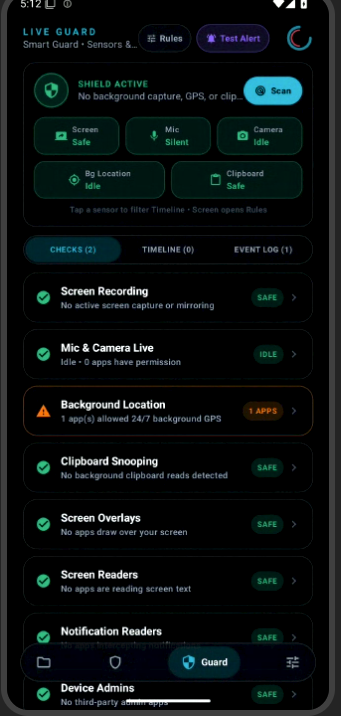 5:12
LIVE GUARD
Smart Guard • Sensors &...
Rules
Test Alert
SHIELD ACTIVE
No background capture, GPS, or clip...
Scan
Screen
Safe
Mic
Silent
Camera
Idle
Bg Location
Idle
Clipboard
Safe
Tap a sensor to filter Timeline • Screen opens Rules
CHECKS (2)
TIMELINE (0)
EVENT LOG (1)
Screen Recording
No active screen capture or mirroring
SAFE
Mic & Camera Live
Idle • 0 apps have permission
IDLE
Background Location
1 app(s) allowed 24/7 background GPS
1 APPS
Clipboard Snooping
No background clipboard reads detected
SAFE
Screen Overlays
No apps draw over your screen
SAFE
Screen Readers
No apps are reading screen text
SAFE
Notification Readers
SAFE
Guard
Device Admins
No third-party admin apps
SAFE